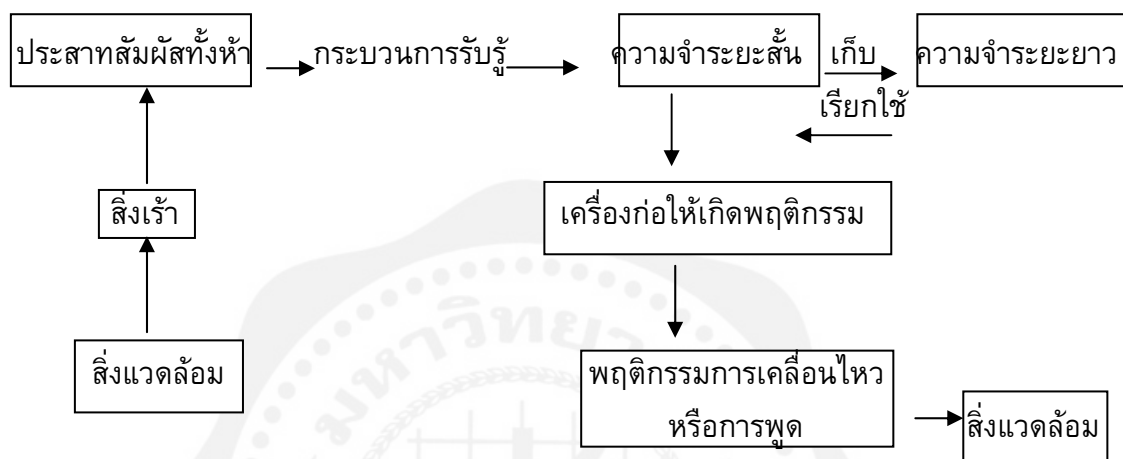 ประสาทสัมผัสทั้งห้า
กระบวนการรับรู้
ความจำระยะสั้น
เก็บ
ความจำระยะยาว
เรียกใช้
สิ่งเร้า
เครื่องก่อให้เกิดพฤติกรรม
สิ่งแวดล้อม
พฤติกรรมการเคลื่อนไหว
หรือการพูด
สิ่งแวดล้อม